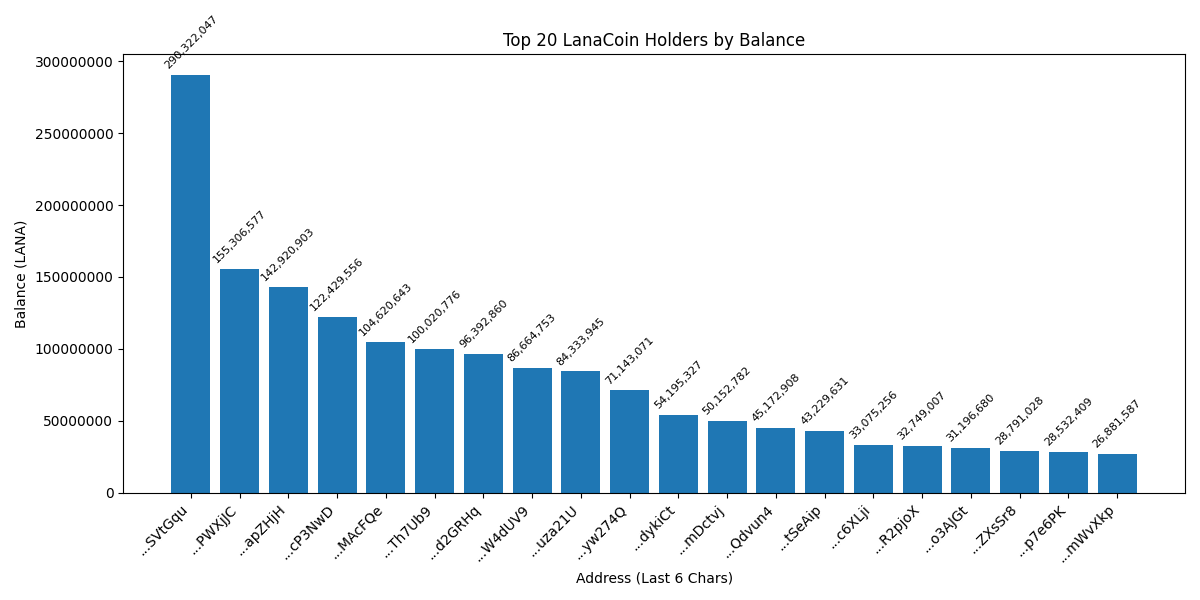 Top 20 LanaCoin Holders by Balance
Balance (LANA)
300000000
250000000
200000000
150000000
100000000
50000000
0
290,322,047
155,306,577
142,920,903
122,429,556
104,620,643
100,020,776
96,392,860
86,664,753
84,333,945
71,143,071
54,195,327
50,152,782
45,172,908
43,229,631
33,075,256
32,749,007
31,196,680
28,791,028
28,532,409
26,881,587
...SVtGqu
...PWXjJC
...apZHjH
...cP3NwD
...MAcFQe
...Th7Ub9
...d2GRHq
...W4dUV9
...uza21U
...yw274Q
...dykiCt
...mDctvj
...Qdvun4
...tSeAip
...c6XLji
...R2pjoX
...o3AJGt
...ZXsSr8
...p7e6PK
...mWvXkp
Address (Last 6 Chars)